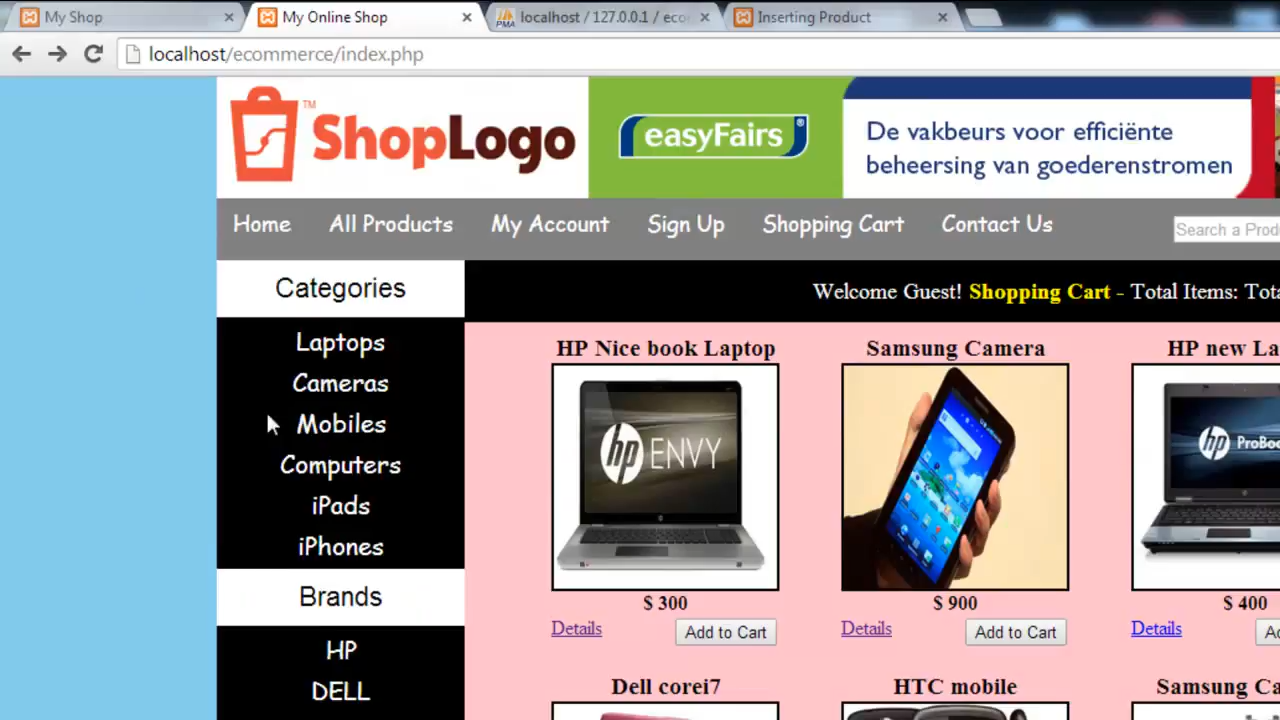 My Shop
My Online Shop
localhost / 127.0.0.1 / eco
Inserting Product
localhost/ecommerce/index.php
ShopLogo™
easyFairs®
De vakbeurs voor efficiënte
beheersing van goederenstromen
Home
All Products
My Account
Sign Up
Shopping Cart
Contact Us
Search a Prod
Categories
Welcome Guest! Shopping Cart - Total Items: Tota
Laptops
Cameras
Mobiles
Computers
iPads
iPhones
Brands
HP
DELL
HP Nice book Laptop
Samsung Camera
HP new La
hp ENVY
hp ProBoo
$ 300
$ 900
$ 400
Details
Add to Cart
Details
Add to Cart
Details
Ad
Dell corei7
HTC mobile
Samsung Ca